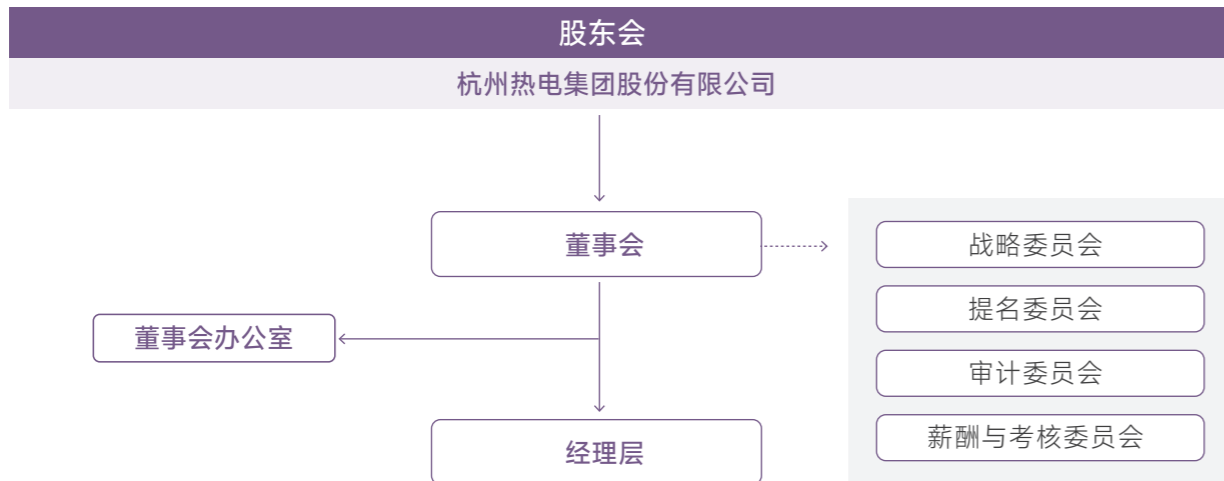 股东会
杭州热电集团股份有限公司
董事会
战略委员会
提名委员会
董事会办公室
审计委员会
薪酬与考核委员会
经理层